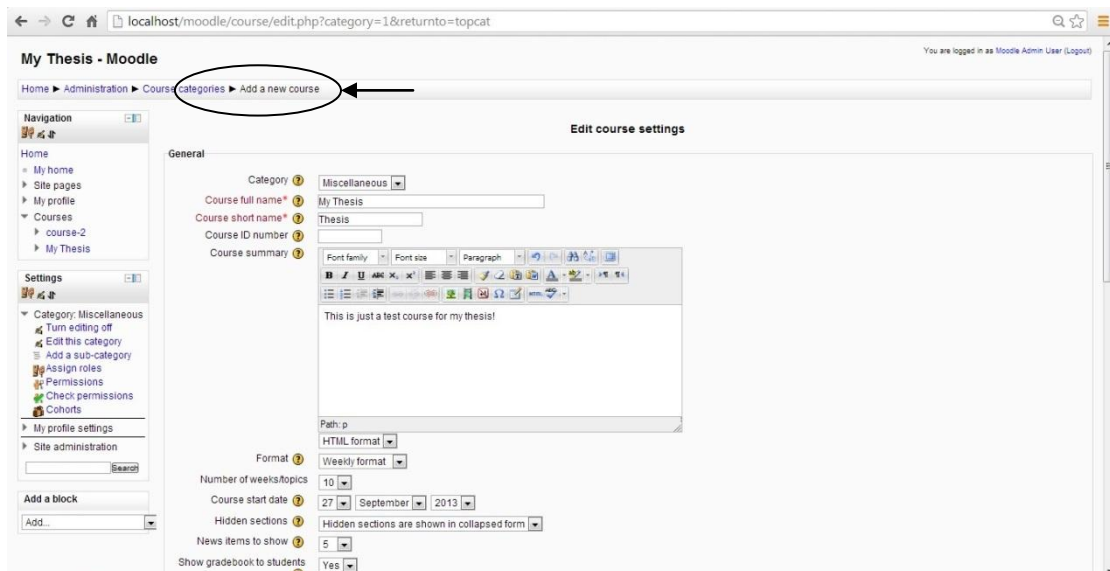 localhost/moodle/course/edit.php?category=1&returnto=topcat
My Thesis - Moodle
You are logged in as Moodle Admin User (Logout)
Home ► Administration ► Course categories ► Add a new course
Navigation
Home
My home
Site pages
My profile
Courses
course-2
My Thesis
Settings
Category: Miscellaneous
Turn editing off
Edit this category
Add a sub-category
Assign roles
Permissions
Check permissions
Cohorts
My profile settings
Site administration
Search
Add a block
Add...
Edit course settings
General
Category Miscellaneous
Course full name* My Thesis
Course short name* Thesis
Course ID number
Course summary
Font family Font size Paragraph
B I U ABC X₂ X²
HTML ABC
This is just a test course for my thesis!
Path: p
HTML format
Format Weekly format
Number of weeks/topics 10
Course start date 27 September 2013
Hidden sections Hidden sections are shown in collapsed form
News items to show 5
Show gradebook to students Yes